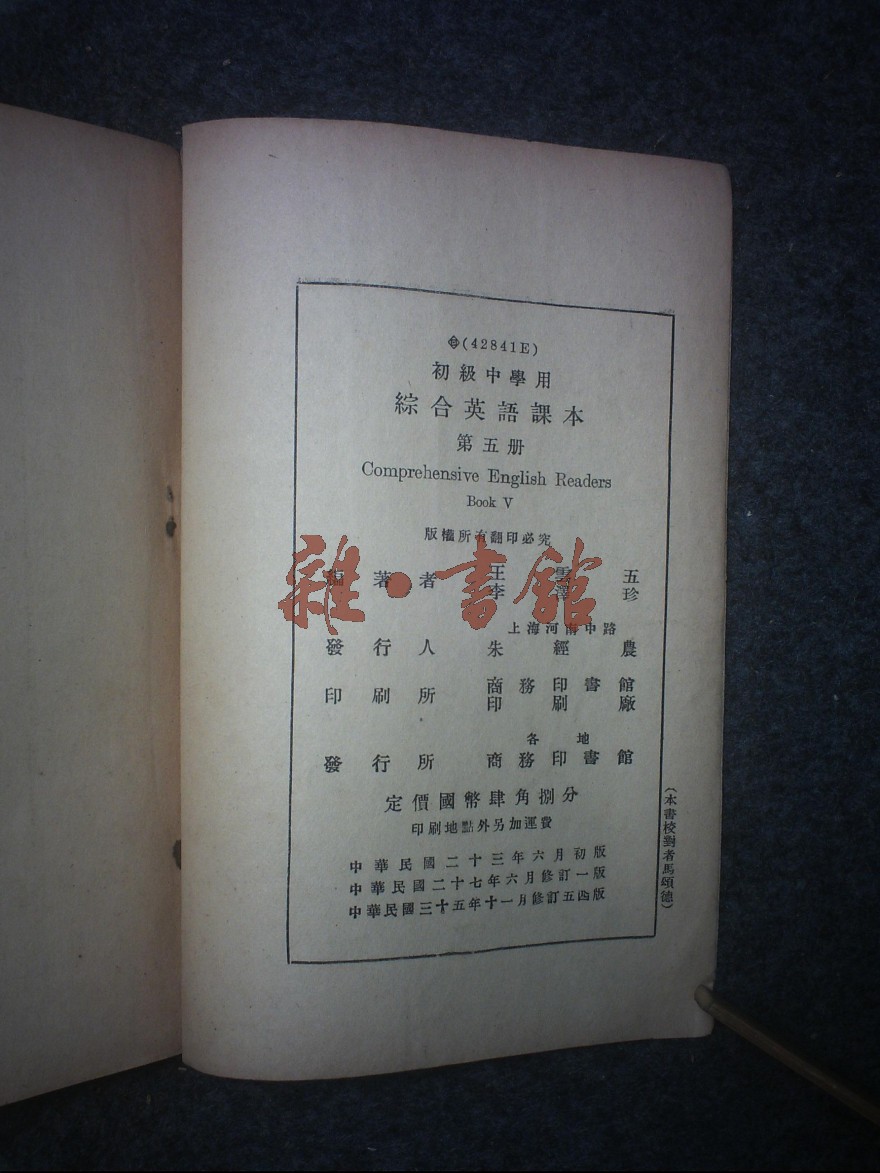 (42841E)
初級中學用
綜合英語課本
第五册
Comprehensive English Readers
Book V
版權所有翻印必究
編著者 王雲五
李澤珍
上海河南中路
發行人 朱經農
印刷所 商務印書館
印刷廠
各地
發行所 商務印書館
定價國幣肆角捌分
印刷地點外另加運費
中華民國二十三年六月初版
中華民國二十七年六月修訂一版
中華民國三十五年十一月修訂五四版
(本書校對者馬頌德)
雜·書館